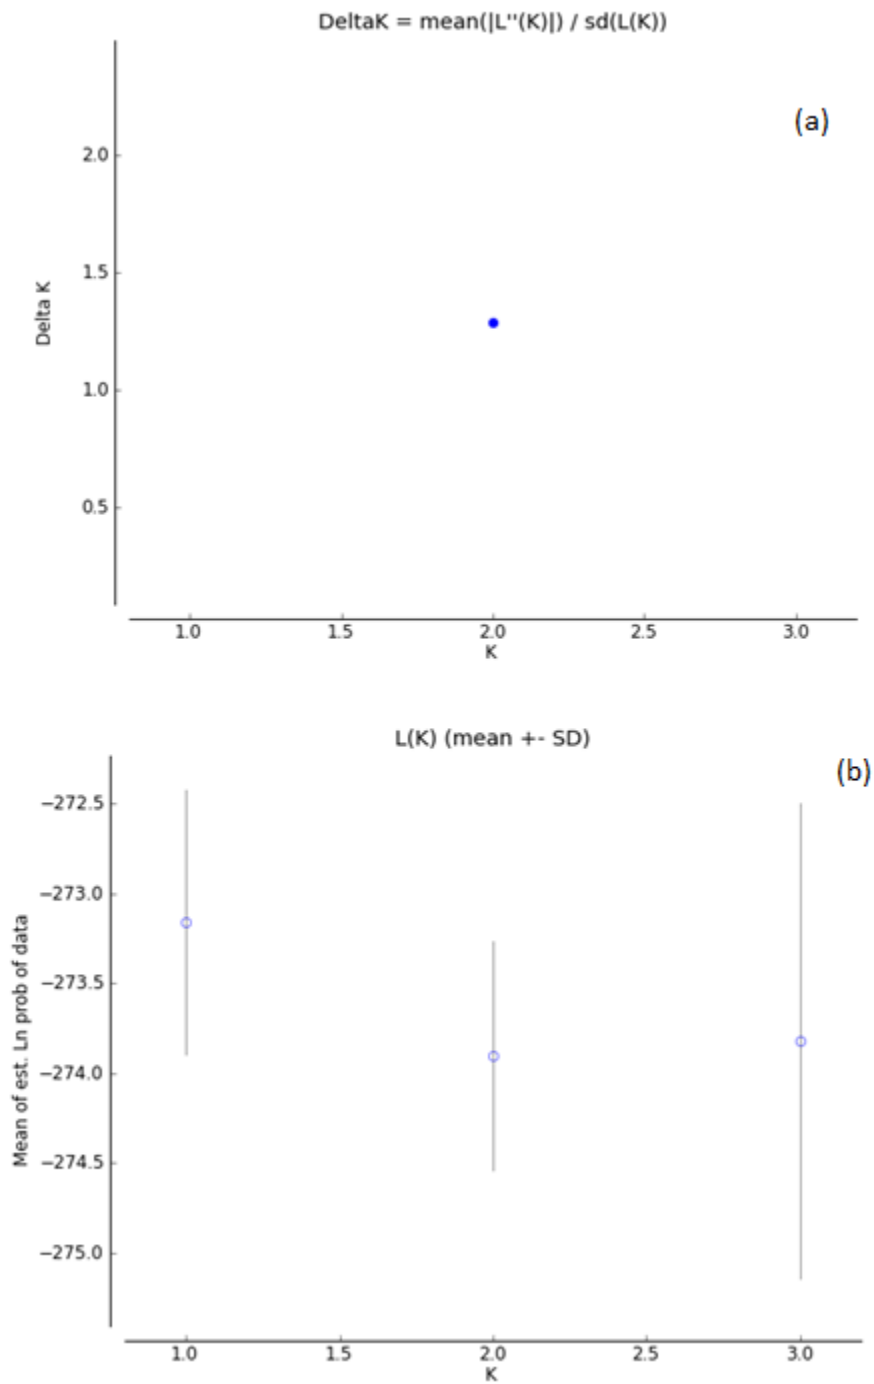 DeltaK = mean(|L''(K)|) / sd(L(K))
(a)
2.0
1.5
1.0
0.5
Delta K
1.0 1.5 2.0 2.5 3.0
K
L(K) (mean +- SD)
(b)
−272.5
−273.0
−273.5
−274.0
−274.5
−275.0
Mean of est. Ln prob of data
1.0 1.5 2.0 2.5 3.0
K